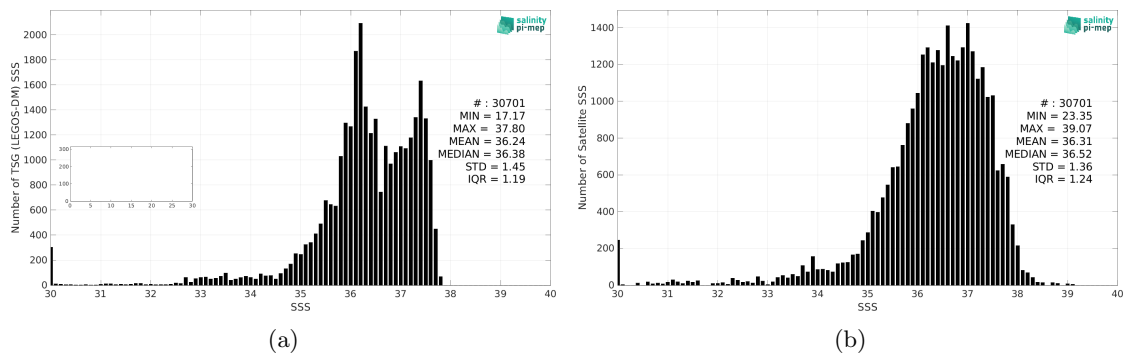 salinity
pi-mep
Number of TSG (LEGOS-DM) SSS
2000
1800
1600
1400
1200
1000
800
600
400
200
0
# : 30701
MIN = 17.17
MAX = 37.80
MEAN = 36.24
MEDIAN = 36.38
STD = 1.45
IQR = 1.19
300
200
100
0
0 5 10 15 20 25 30
30 31 32 33 34 35 36 37 38 39 40
SSS
(a)
salinity
pi-mep
Number of Satellite SSS
1400
1200
1000
800
600
400
200
0
# : 30701
MIN = 23.35
MAX = 39.07
MEAN = 36.31
MEDIAN = 36.52
STD = 1.36
IQR = 1.24
30 31 32 33 34 35 36 37 38 39 40
SSS
(b)